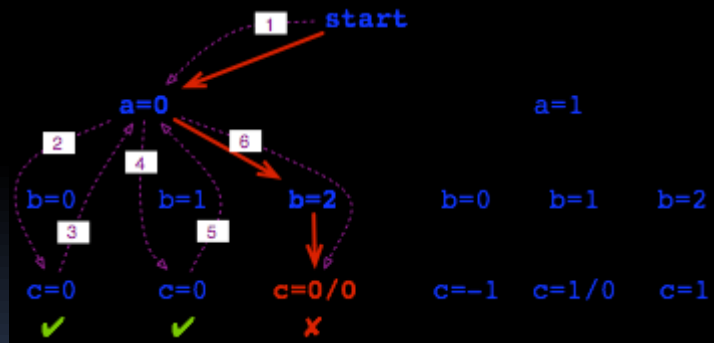 1 start
a=0 a=1
2 4 6
b=0 b=1 b=2 b=0 b=1 b=2
3 5
c=0 c=0 c=0/0 c=-1 c=1/0 c=1
✔ ✔ ✘